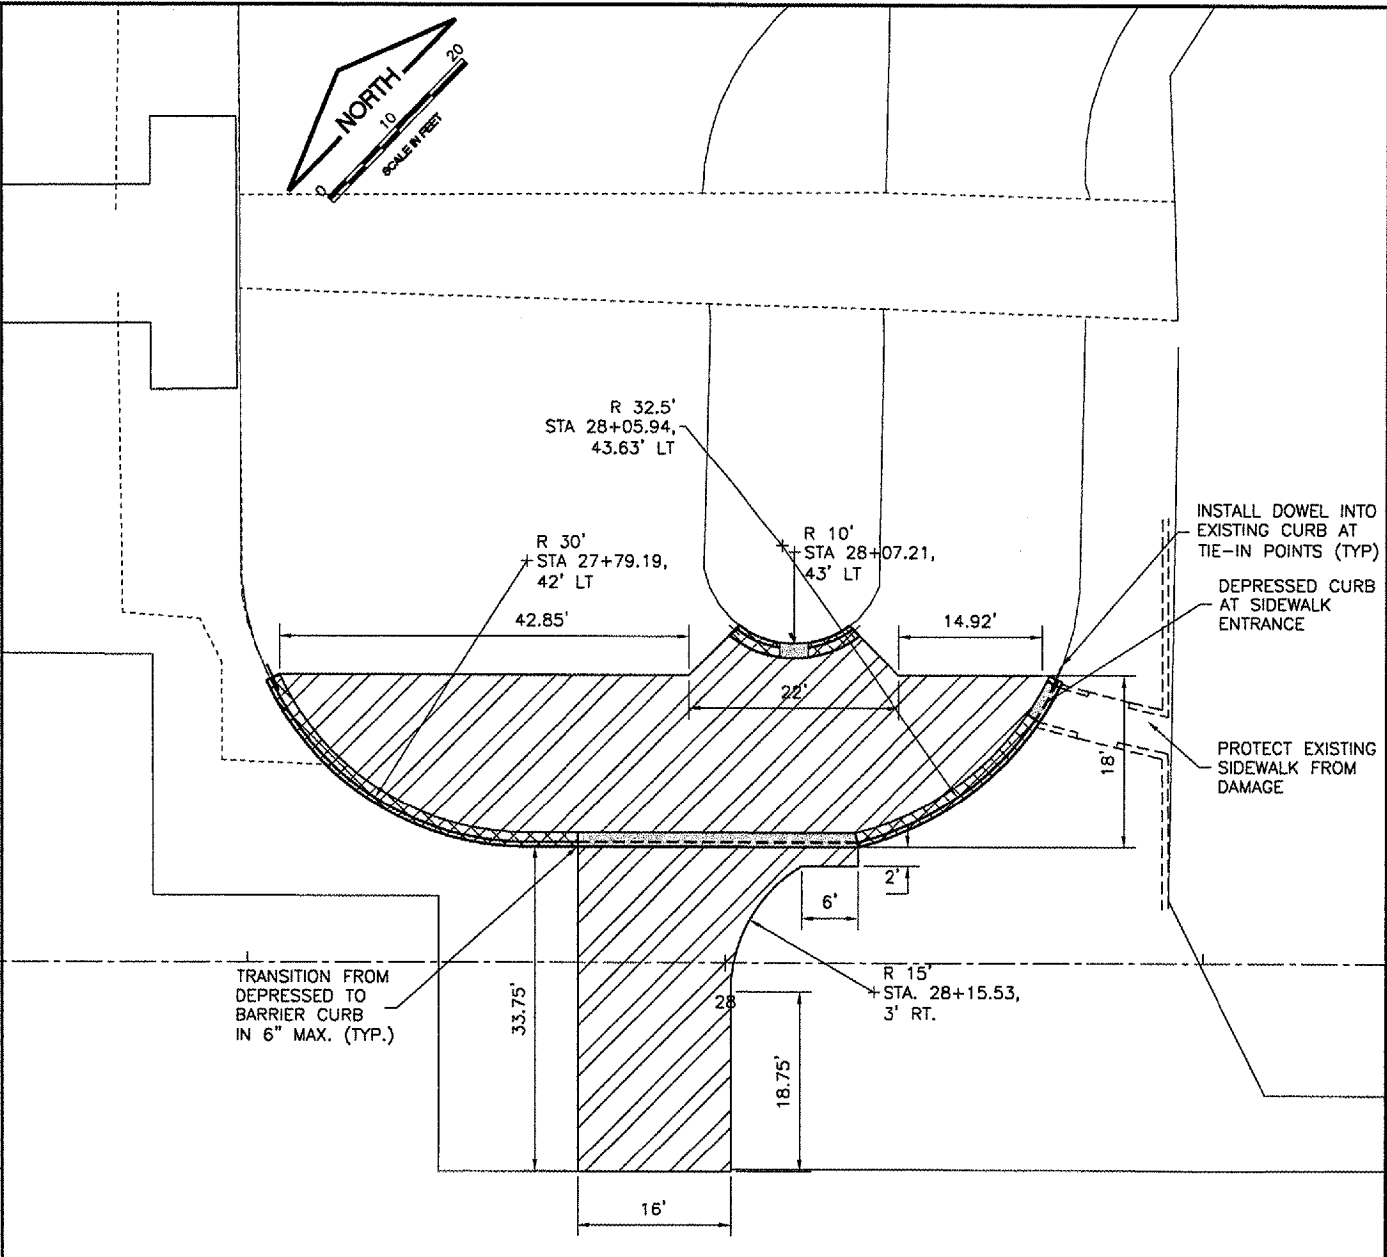 NORTH
0
10
20
SCALE IN FEET
R 32.5'
STA 28+05.94,
43.63' LT
R 30'
STA 27+79.19,
42' LT
R 10'
STA 28+07.21,
43' LT
INSTALL DOWEL INTO
EXISTING CURB AT
TIE-IN POINTS (TYP)
DEPRESSED CURB
AT SIDEWALK
ENTRANCE
42.85'
14.92'
22'
18'
PROTECT EXISTING
SIDEWALK FROM
DAMAGE
2'
6'
TRANSITION FROM
DEPRESSED TO
BARRIER CURB
IN 6" MAX. (TYP.)
33.75'
28
R 15'
STA. 28+15.53,
3' RT.
18.75'
16'